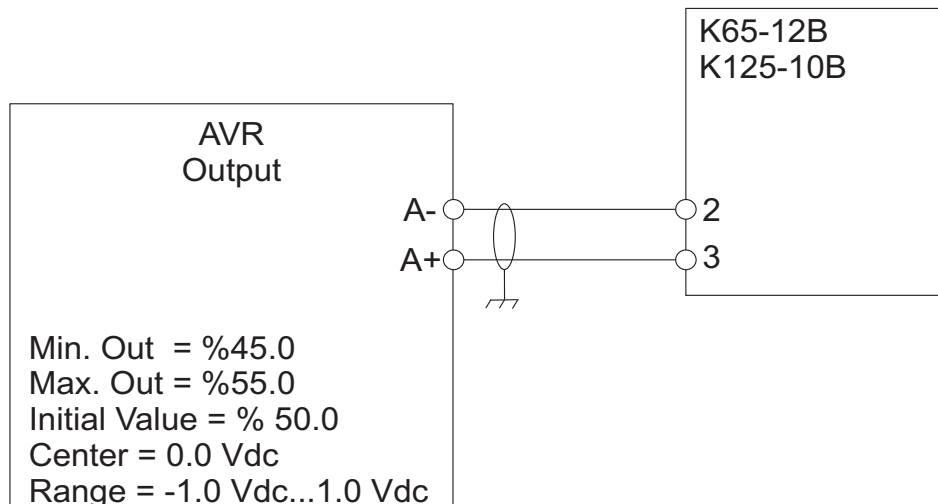 K65-12B
K125-10B
AVR
Output
A-
2
A+
3
Min. Out = %45.0
Max. Out = %55.0
Initial Value = % 50.0
Center = 0.0 Vdc
Range = -1.0 Vdc...1.0 Vdc